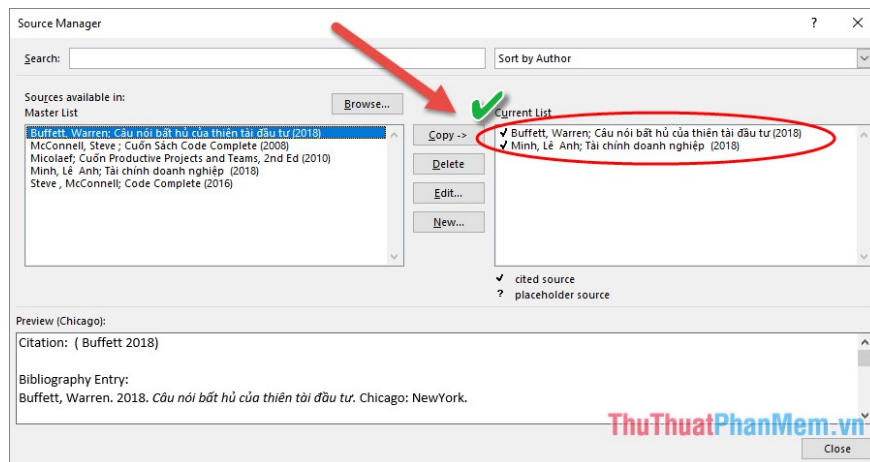 Source Manager
? ×
Search:
Sort by Author
Sources available in:
Master List
Browse...
Current List
Buffett, Warren; Câu nói bất hủ của thiên tài đầu tư (2018)
McConnell, Steve ; Cuốn Sách Code Complete (2008)
Micolaef; Cuốn Productive Projects and Teams, 2nd Ed (2010)
Minh, Lê Anh; Tài chính doanh nghiệp (2018)
Steve , McConnell; Code Complete (2016)
Copy ->
Delete
Edit...
New...
✓ Buffett, Warren; Câu nói bất hủ của thiên tài đầu tư (2018)
✓ Minh, Lê Anh; Tài chính doanh nghiệp (2018)
✓ cited source
? placeholder source
Preview (Chicago):
Citation: ( Buffett 2018)
Bibliography Entry:
Buffett, Warren. 2018. Câu nói bất hủ của thiên tài đầu tư. Chicago: NewYork.
ThuThuatPhanMem.vn
Close